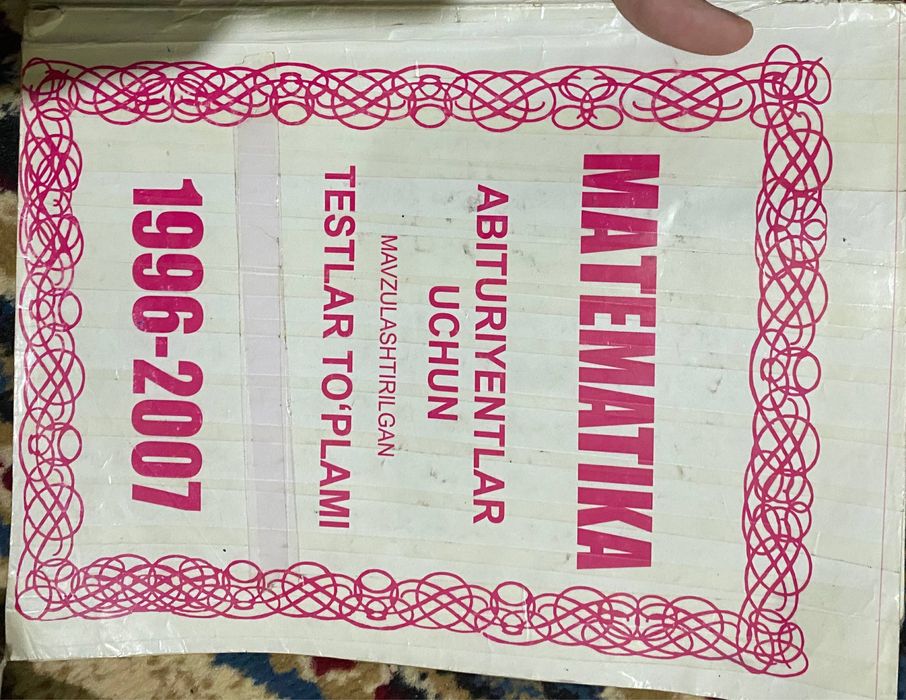 MATEMATIKA
ABITURIYENTLAR
UCHUN
MAVZULASHTIRILGAN
TESTLAR TO‘PLAMI
1996-2007